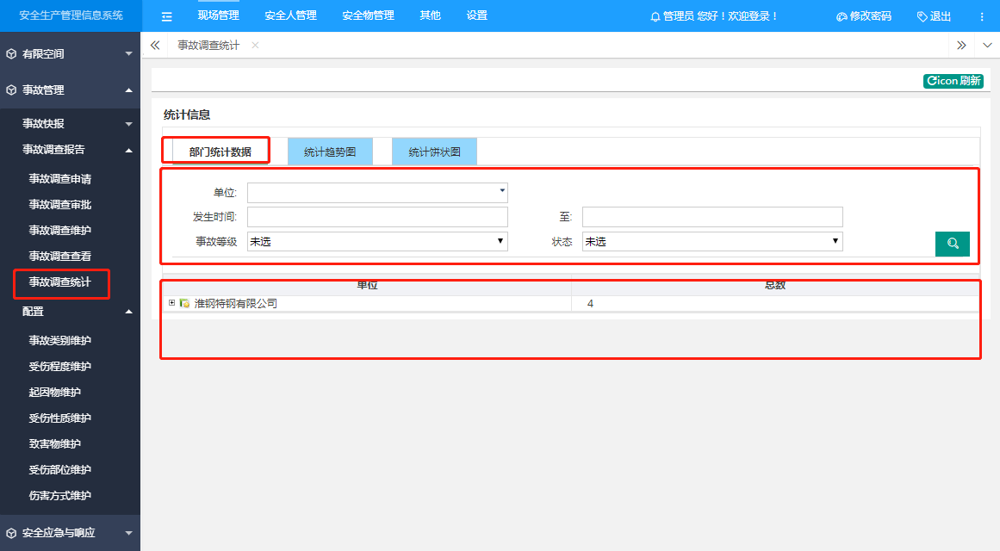 安全生产管理信息系统
现场管理 安全人管理 安全物管理 其他 设置
管理员 您好！欢迎登录！
修改密码 退出
有限空间
事故管理
事故快报
事故调查报告
事故调查申请
事故调查审批
事故调查维护
事故调查查看
事故调查统计
配置
事故类别维护
受伤程度维护
起因物维护
受伤性质维护
致害物维护
受伤部位维护
伤害方式维护
安全应急与响应
事故调查统计
icon 刷新
统计信息
部门统计数据 统计趋势图 统计饼状图
单位:
发生时间: 至:
事故等级 未选 状态 未选
单位 总数
淮钢特钢有限公司 4